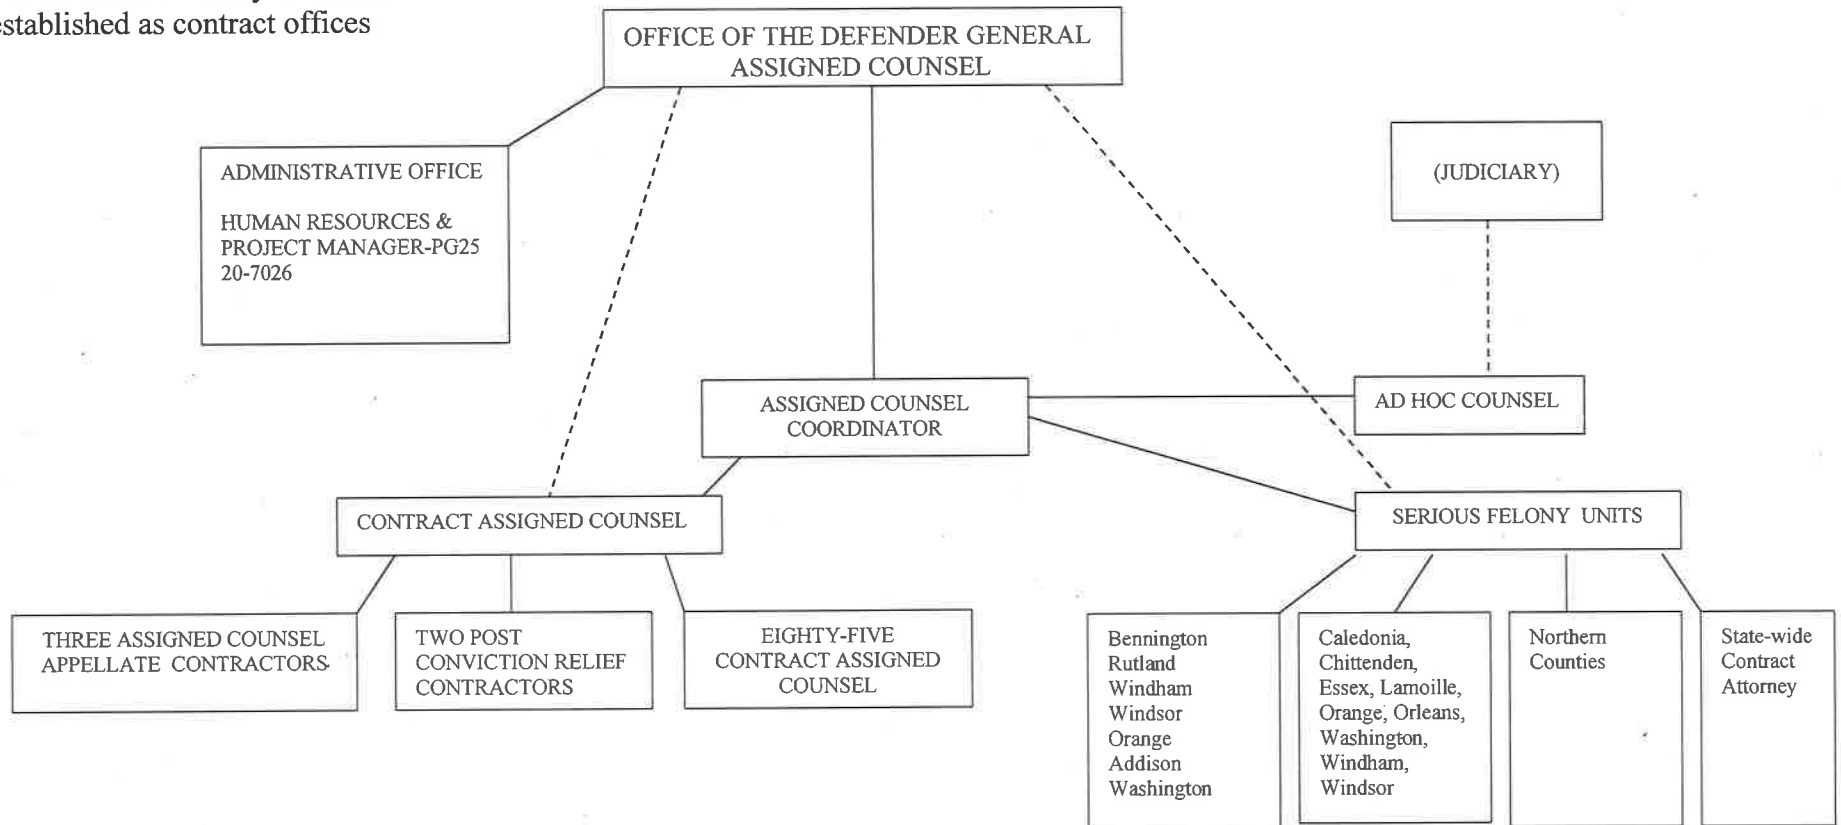 established as contract offices
OFFICE OF THE DEFENDER GENERAL
ASSIGNED COUNSEL
ADMINISTRATIVE OFFICE
HUMAN RESOURCES &
PROJECT MANAGER-PG25
20-7026
(JUDICIARY)
ASSIGNED COUNSEL
COORDINATOR
AD HOC COUNSEL
CONTRACT ASSIGNED COUNSEL
SERIOUS FELONY UNITS
THREE ASSIGNED COUNSEL
APPELLATE CONTRACTORS
TWO POST
CONVICTION RELIEF
CONTRACTORS
EIGHTY-FIVE
CONTRACT ASSIGNED
COUNSEL
Bennington
Rutland
Windham
Windsor
Orange
Addison
Washington
Caledonia,
Chittenden,
Essex, Lamoille,
Orange, Orleans,
Washington,
Windham,
Windsor
Northern
Counties
State-wide
Contract
Attorney